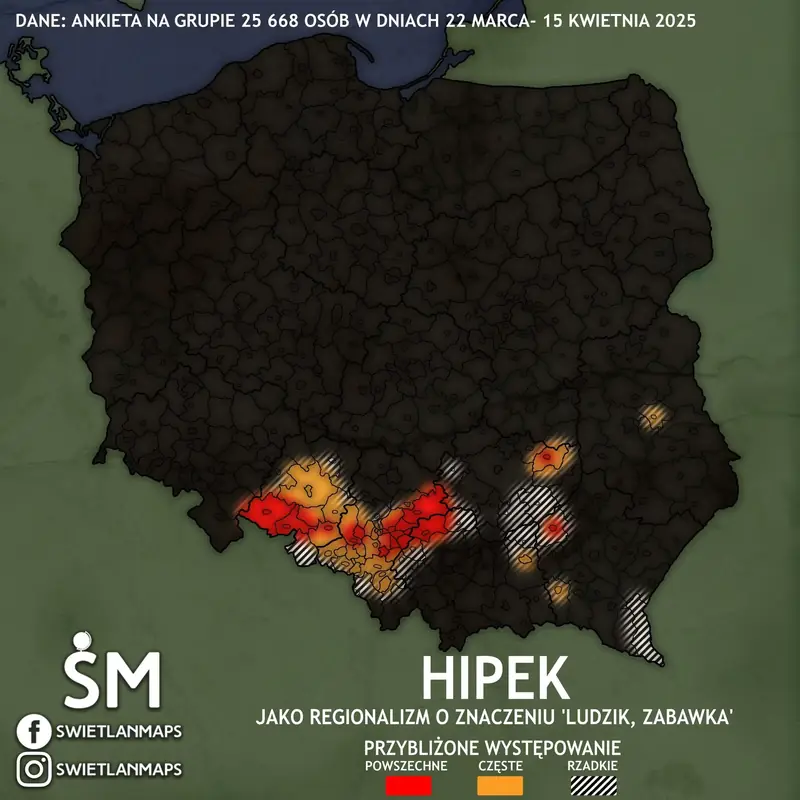 DANE: ANKIETA NA GRUPIE 25 668 OSÓB W DNIACH 22 MARCA- 15 KWIETNIA 2025
ŚM
SWIETLANMAPS
SWIETLANMAPS
HIPEK
JAKO REGIONALIZM O ZNACZENIU 'LUDZIK, ZABAWKA'
PRZYBLIŻONE WYSTĘPOWANIE
POWSZECHNE CZĘSTE RZADKIE